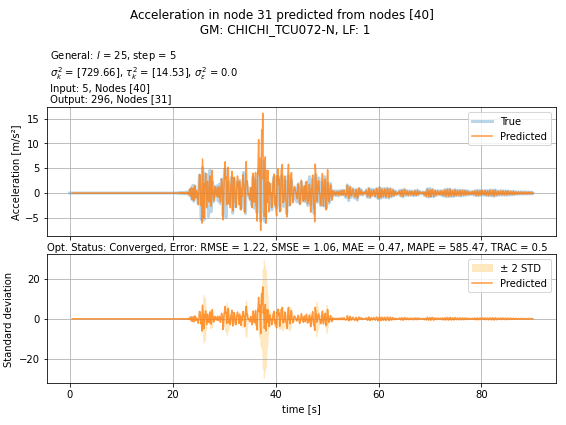 Acceleration in node 31 predicted from nodes [40]
GM: CHICHI_TCU072-N, LF: 1
General: l = 25, step = 5
σ²ₖ = [729.66], τ²ₖ = [14.53], σ²ε = 0.0
Input: 5, Nodes [40]
Output: 296, Nodes [31]
Acceleration [m/s²]
15
10
5
0
−5
True
Predicted
Opt. Status: Converged, Error: RMSE = 1.22, SMSE = 1.06, MAE = 0.47, MAPE = 585.47, TRAC = 0.5
Standard deviation
20
0
−20
± 2 STD
Predicted
0
20
40
60
80
time [s]